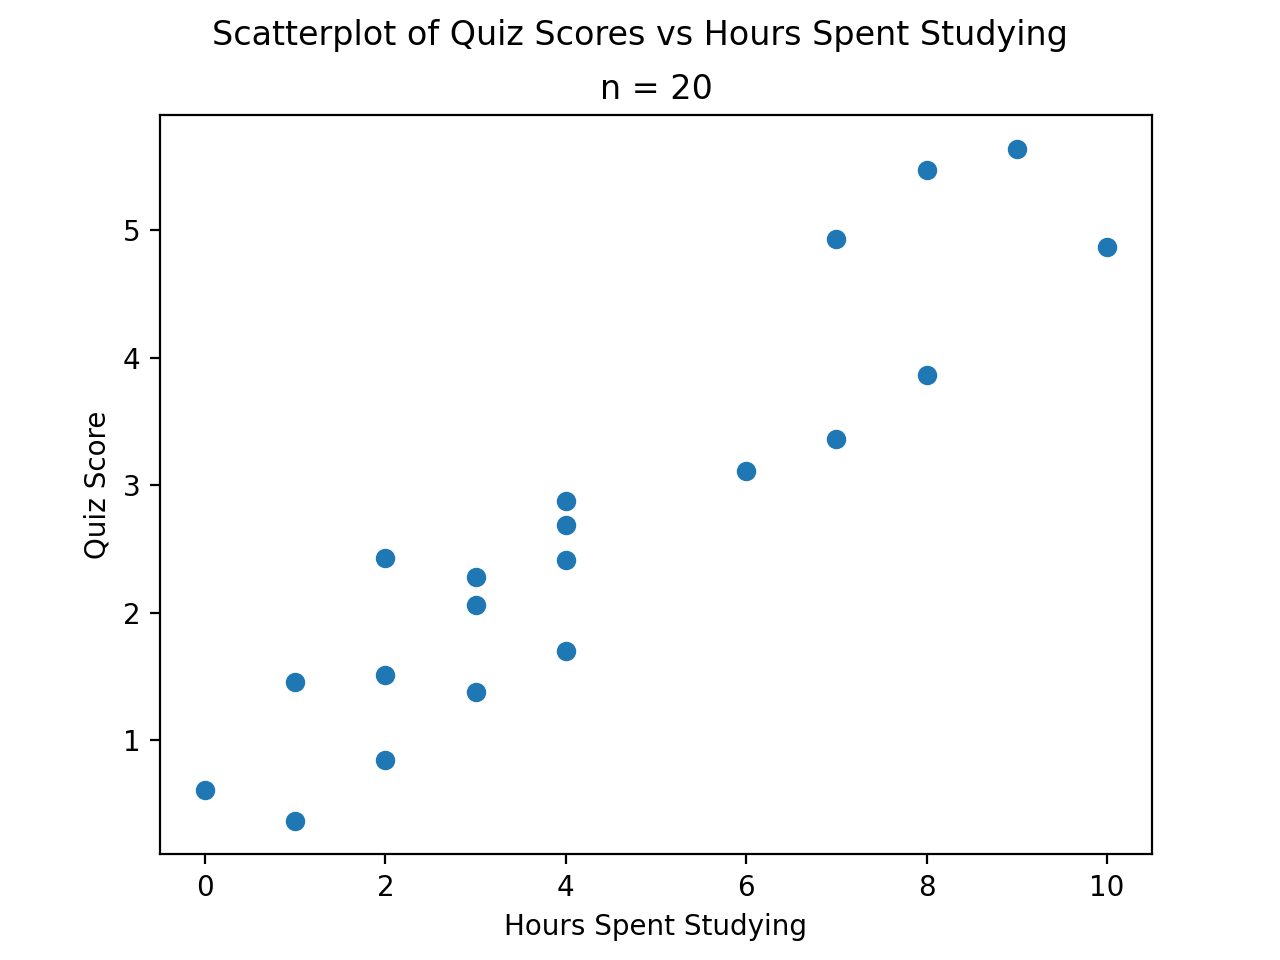 Scatterplot of Quiz Scores vs Hours Spent Studying
n = 20
5
4
3
2
1
Quiz Score
0 2 4 6 8 10
Hours Spent Studying